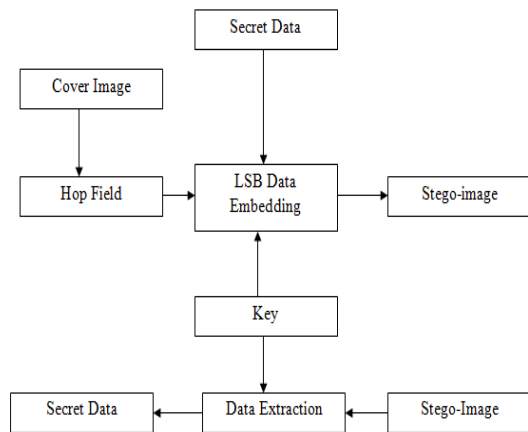 Secret Data
Cover Image
Hop Field
LSB Data
Embedding
Stego-image
Key
Secret Data
Data Extraction
Stego-Image